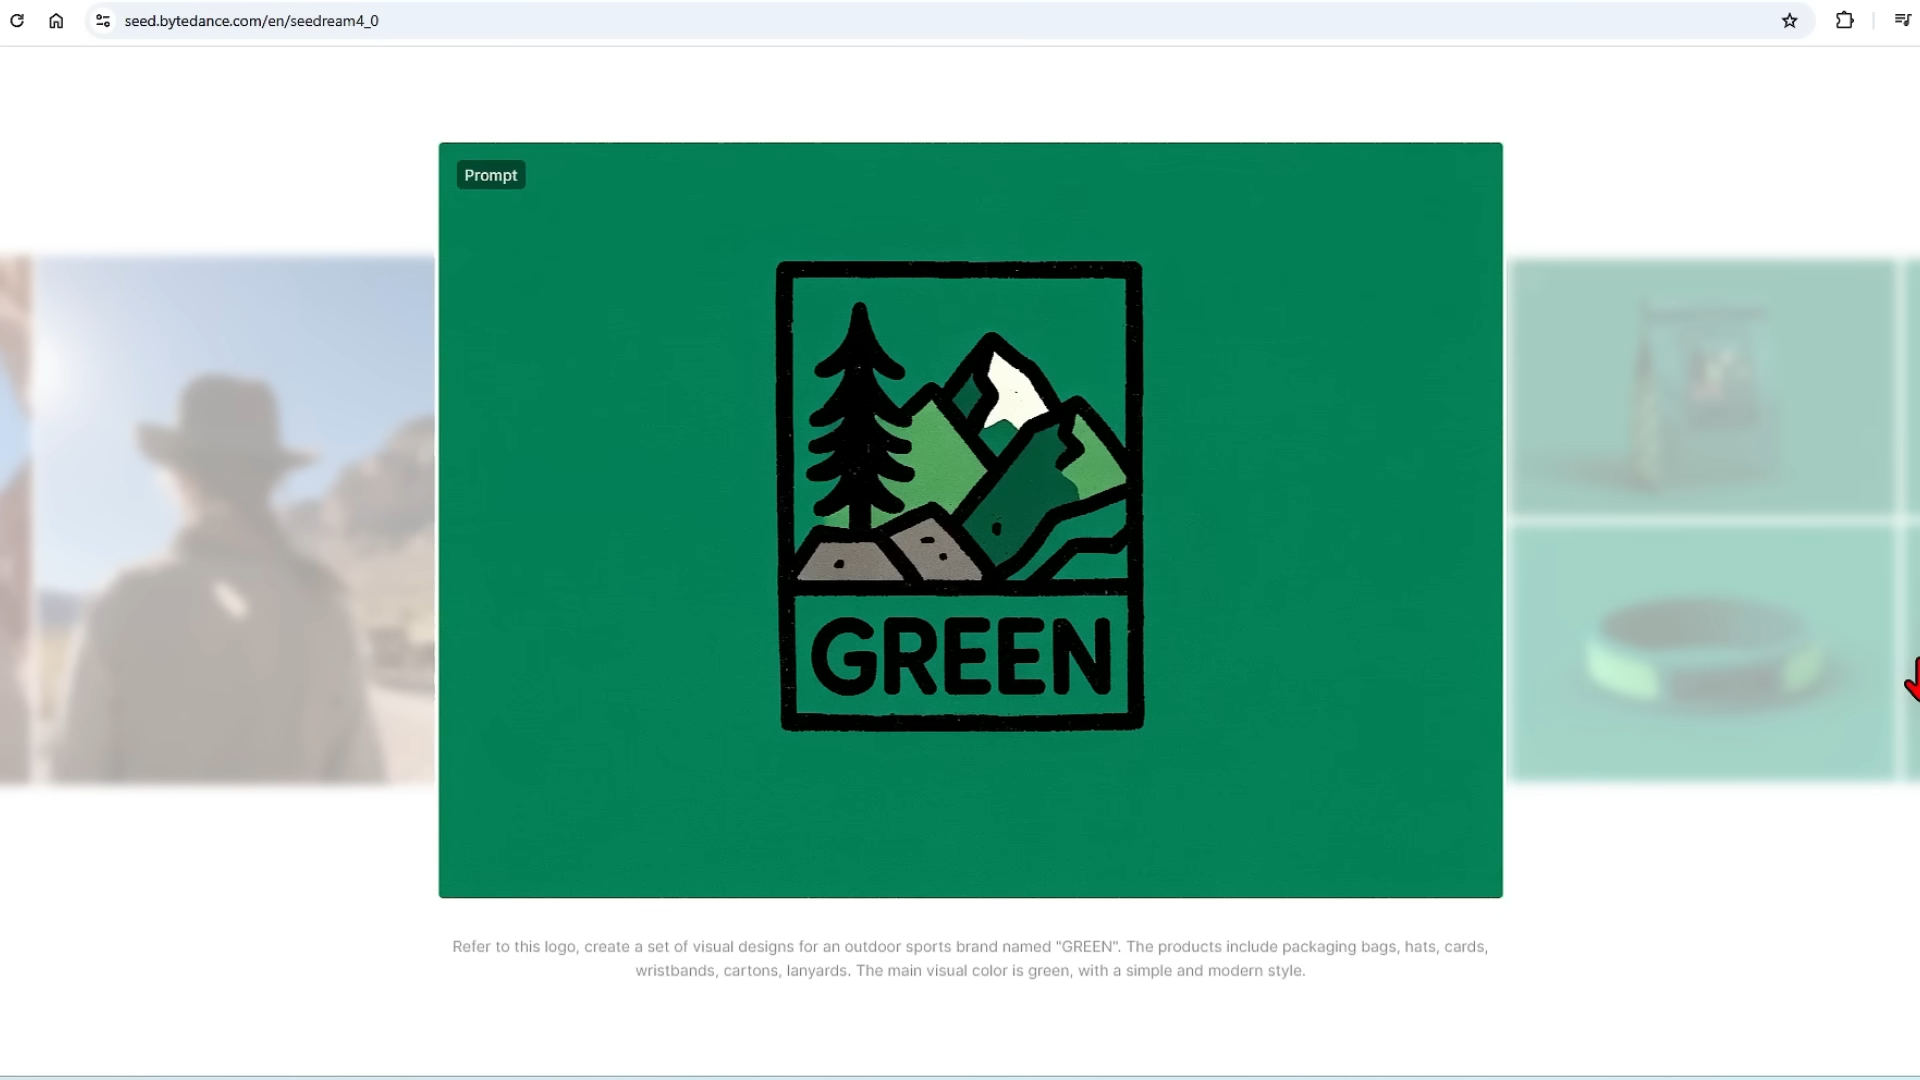 seed.bytedance.com/en/seedream4_0
Prompt
GREEN
Refer to this logo, create a set of visual designs for an outdoor sports brand named "GREEN". The products include packaging bags, hats, cards,
wristbands, cartons, lanyards. The main visual color is green, with a simple and modern style.